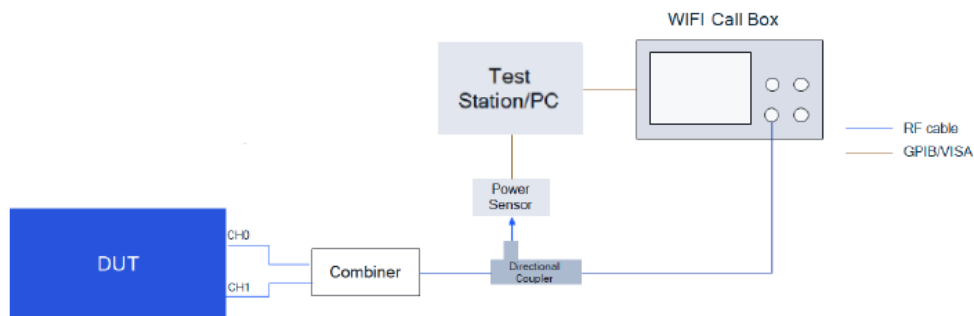 WIFI Call Box
Test
Station/PC
RF cable
GPIB/VISA
Power
Sensor
CH0
DUT
Combiner
Directional
Coupler
CH1